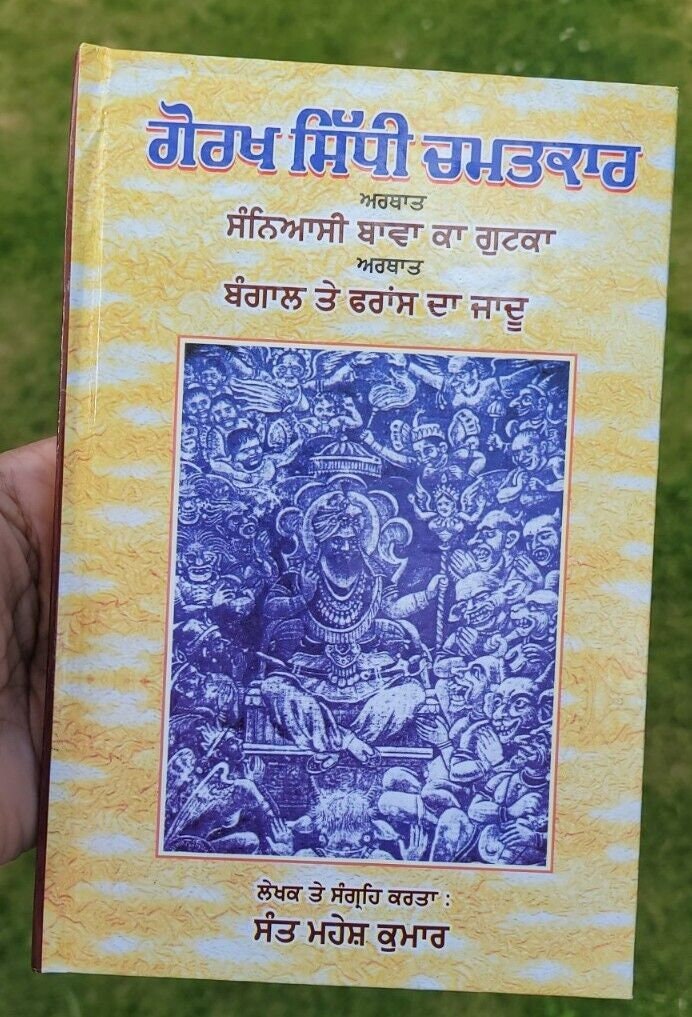 ਗੋਰਖ ਸਿੱਧੀ ਚਮਤਕਾਰ
ਅਰਥਾਤ
ਸੰਨਿਆਸੀ ਬਾਵਾ ਕਾ ਗੁਟਕਾ
ਅਰਥਾਤ
ਬੰਗਾਲ ਤੇ ਫਰਾਂਸ ਦਾ ਜਾਦੂ
ਲੇਖਕ ਤੇ ਸੰਗ੍ਰਹਿ ਕਰਤਾ :
ਸੰਤ ਮਹੇਸ਼ ਕੁਮਾਰ